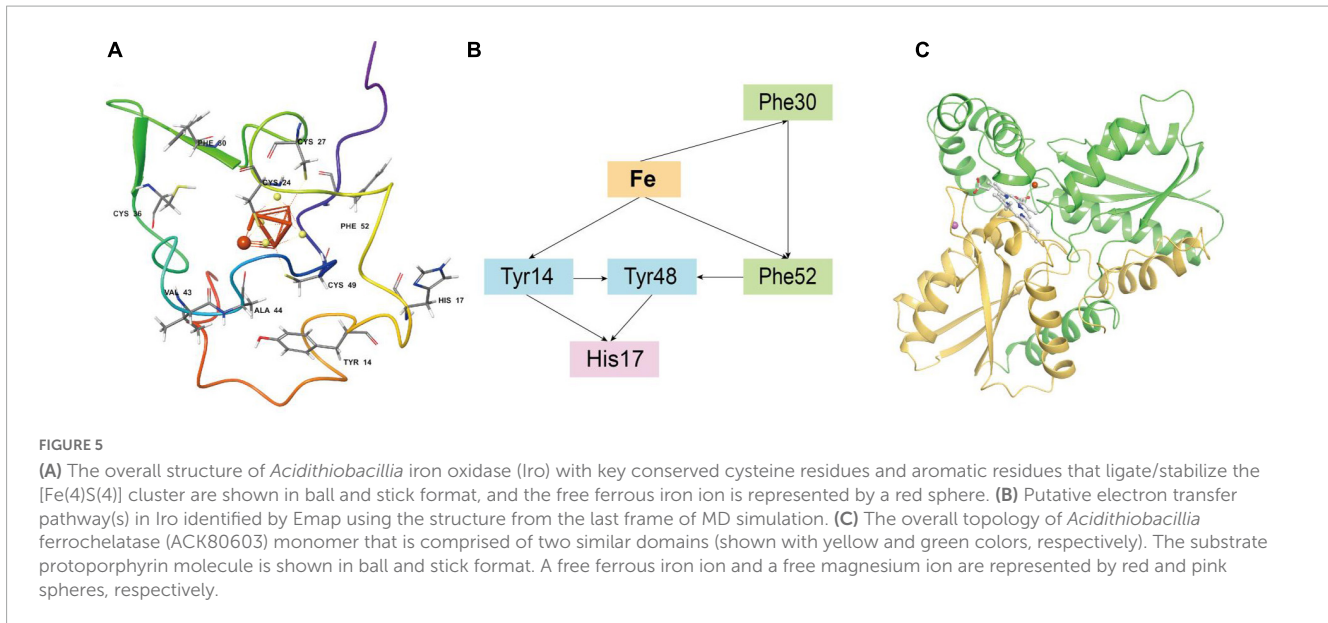 A
B
C
PHE 30
CYS 27
CYS 24
CYS 36
PHE 52
CYS 49
HIS 17
VAL 43
ALA 44
TYR 14
Phe30
Fe
Tyr14
Tyr48
Phe52
His17
FIGURE 5
(A) The overall structure of Acidithiobacillia iron oxidase (Iro) with key conserved cysteine residues and aromatic residues that ligate/stabilize the
[Fe(4)S(4)] cluster are shown in ball and stick format, and the free ferrous iron ion is represented by a red sphere. (B) Putative electron transfer
pathway(s) in Iro identified by Emap using the structure from the last frame of MD simulation. (C) The overall topology of Acidithiobacillia
ferrochelatase (ACK80603) monomer that is comprised of two similar domains (shown with yellow and green colors, respectively). The substrate
protoporphyrin molecule is shown in ball and stick format. A free ferrous iron ion and a free magnesium ion are represented by red and pink
spheres, respectively.